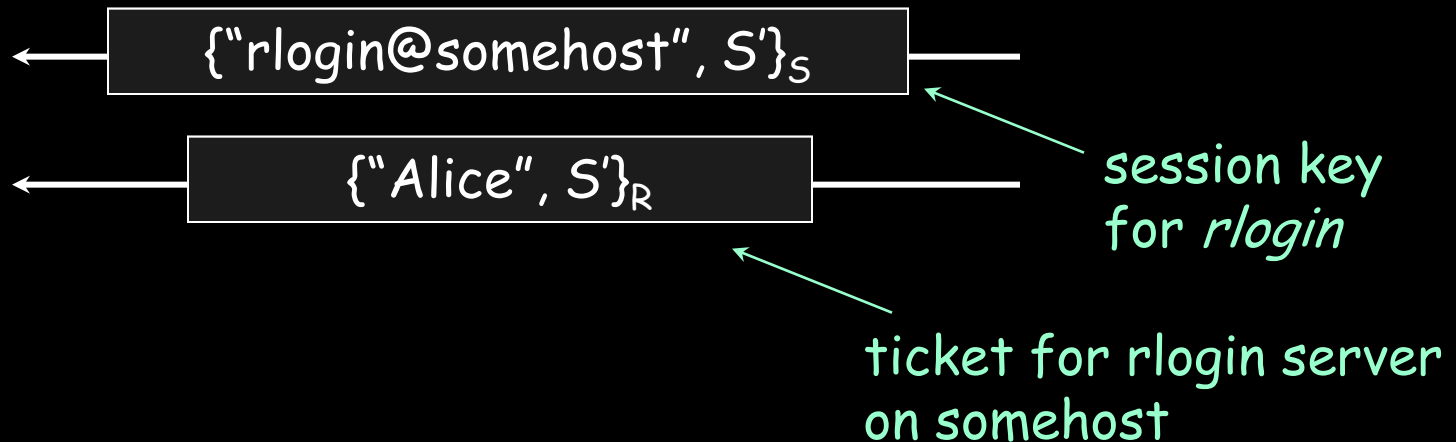 {“rlogin@somehost”, S’}S
{“Alice”, S’}R
session key
for rlogin
ticket for rlogin server
on somehost